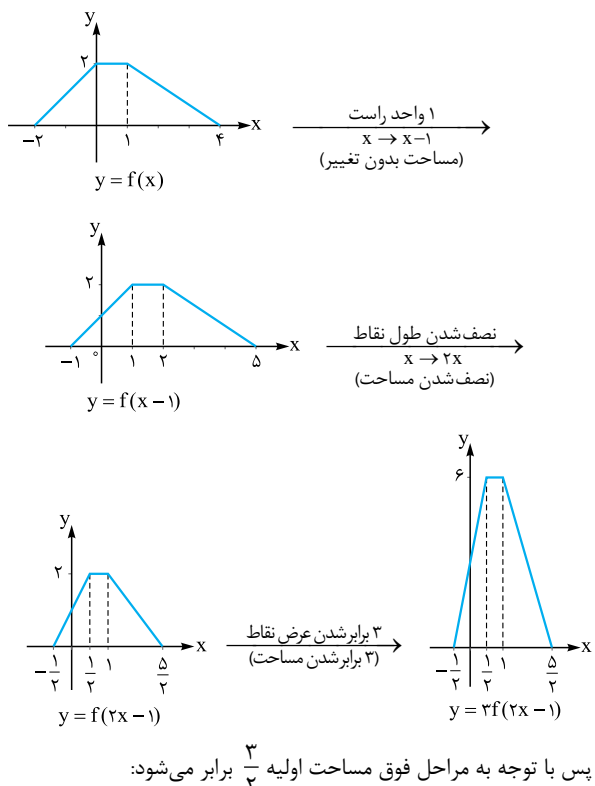 y
۲
x
−۲ ۱ ۴
y = f(x)
۱ واحد راست
x → x−۱
(مساحت بدون تغییر)
y
۲
x
−۱ ° ۱ ۲ ۵
y = f(x−۱)
نصف‌شدن طول نقاط
x → ۲x
(نصف‌شدن مساحت)
y
۲
x
−۱/۲ ۱/۲ ۱ ۵/۲
y = f(۲x−۱)
۳ برابرشدن عرض نقاط
(۳ برابرشدن مساحت)
y
۶
x
−۱/۲ ۱/۲ ۱ ۵/۲
y = ۳f(۲x−۱)
پس با توجه به مراحل فوق مساحت اولیه ۳/۲ برابر می‌شود: